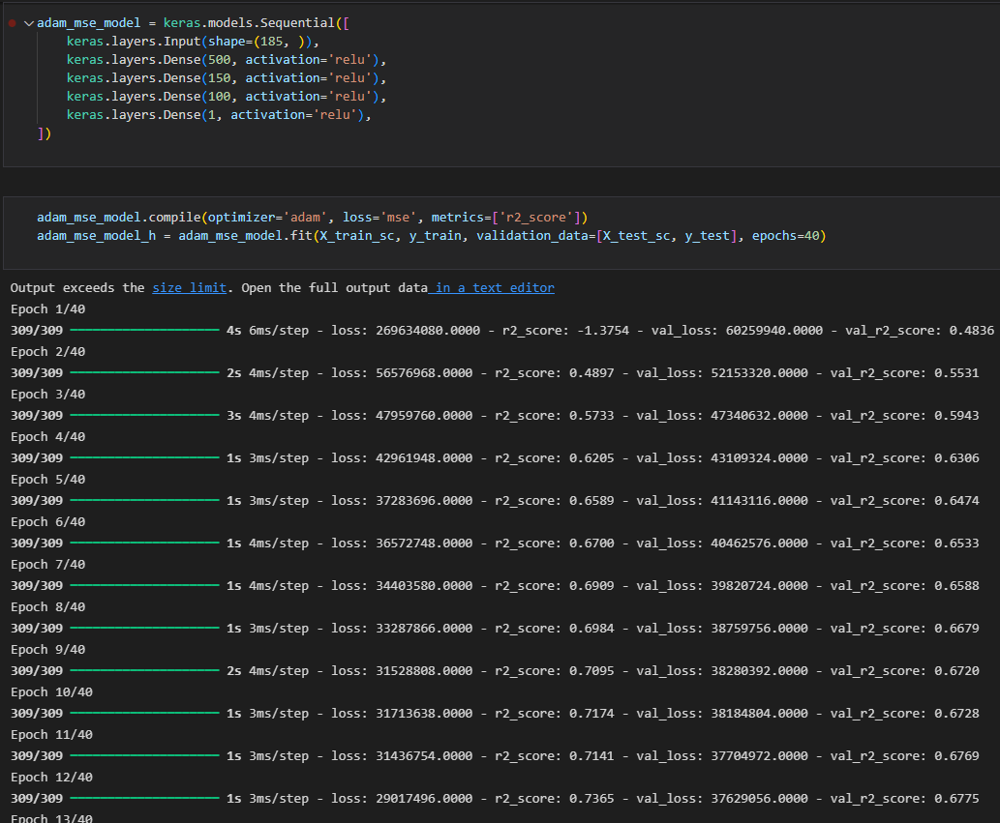 adam_mse_model = keras.models.Sequential([
    keras.layers.Input(shape=(185, )),
    keras.layers.Dense(500, activation='relu'),
    keras.layers.Dense(150, activation='relu'),
    keras.layers.Dense(100, activation='relu'),
    keras.layers.Dense(1, activation='relu'),
])
adam_mse_model.compile(optimizer='adam', loss='mse', metrics=['r2_score'])
adam_mse_model_h = adam_mse_model.fit(X_train_sc, y_train, validation_data=[X_test_sc, y_test], epochs=40)
Output exceeds the size limit. Open the full output data in a text editor
Epoch 1/40
309/309 4s 6ms/step - loss: 269634080.0000 - r2_score: -1.3754 - val_loss: 60259940.0000 - val_r2_score: 0.4836
Epoch 2/40
309/309 2s 4ms/step - loss: 56576968.0000 - r2_score: 0.4897 - val_loss: 52153320.0000 - val_r2_score: 0.5531
Epoch 3/40
309/309 3s 4ms/step - loss: 47959760.0000 - r2_score: 0.5733 - val_loss: 47340632.0000 - val_r2_score: 0.5943
Epoch 4/40
309/309 1s 3ms/step - loss: 42961948.0000 - r2_score: 0.6205 - val_loss: 43109324.0000 - val_r2_score: 0.6306
Epoch 5/40
309/309 1s 3ms/step - loss: 37283696.0000 - r2_score: 0.6589 - val_loss: 41143116.0000 - val_r2_score: 0.6474
Epoch 6/40
309/309 1s 4ms/step - loss: 36572748.0000 - r2_score: 0.6700 - val_loss: 40462576.0000 - val_r2_score: 0.6533
Epoch 7/40
309/309 1s 4ms/step - loss: 34403580.0000 - r2_score: 0.6909 - val_loss: 39820724.0000 - val_r2_score: 0.6588
Epoch 8/40
309/309 1s 3ms/step - loss: 33287866.0000 - r2_score: 0.6984 - val_loss: 38759756.0000 - val_r2_score: 0.6679
Epoch 9/40
309/309 2s 4ms/step - loss: 31528808.0000 - r2_score: 0.7095 - val_loss: 38280392.0000 - val_r2_score: 0.6720
Epoch 10/40
309/309 1s 3ms/step - loss: 31713638.0000 - r2_score: 0.7174 - val_loss: 38184804.0000 - val_r2_score: 0.6728
Epoch 11/40
309/309 1s 3ms/step - loss: 31436754.0000 - r2_score: 0.7141 - val_loss: 37704972.0000 - val_r2_score: 0.6769
Epoch 12/40
309/309 1s 3ms/step - loss: 29017496.0000 - r2_score: 0.7365 - val_loss: 37629056.0000 - val_r2_score: 0.6775
Epoch 13/40